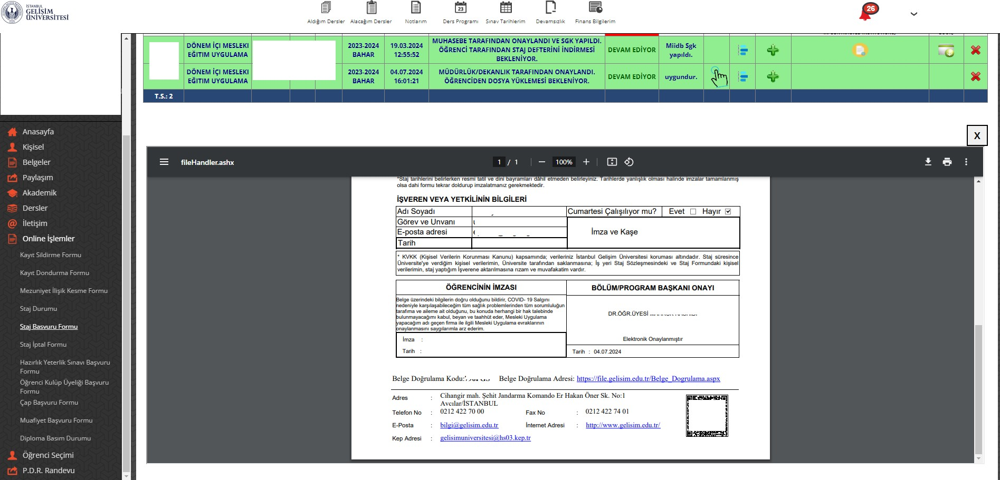 İSTANBUL
GELİŞİM
ÜNİVERSİTESİ
Aldığım Dersler
Alacağım Dersler
Notlarım
23
Ders Programı
Sınav Tarihlerim
Devamsızlık
Finans Bilgilerim
26
DÖNEM İÇİ MESLEKİ
EĞİTİM UYGULAMA
2023-2024
BAHAR
19.03.2024
12:55:52
MUHASEBE TARAFINDAN ONAYLANDI VE SGK YAPILDI.
ÖĞRENCİ TARAFINDAN STAJ DEFTERİNİ İNDİRMESİ
BEKLENİYOR.
DEVAM EDİYOR
Miidb Sgk
yapıldı.
DÖNEM İÇİ MESLEKİ
EĞİTİM UYGULAMA
2023-2024
BAHAR
04.07.2024
16:01:21
MÜDÜRLÜK/DEKANLIK TARAFINDAN ONAYLANDI.
ÖĞRENCİDEN DOSYA YÜKLEMESİ BEKLENİYOR.
DEVAM EDİYOR
uygundur.
T.S.: 2
Anasayfa
Kişisel
Belgeler
Paylaşım
Akademik
Dersler
İletişim
Online İşlemler
Kayıt Sildirme Formu
Kayıt Dondurma Formu
Mezuniyet İlişik Kesme Formu
Staj Durumu
Staj Basvuru Formu
Staj İptal Formu
Hazırlık Yeterlik Sınavı Başvuru
Formu
Öğrenci Kulüp Üyeliği Başvuru
Formu
Çap Başvuru Formu
Muafiyet Başvuru Formu
Diploma Basım Durumu
Öğrenci Seçimi
P.D.R. Randevu
X
fileHandler.ashx
1 / 1
100%
*Staj tarihlerini belirlerken resmi tatil ve dini bayramları dâhil etmeden belirleyiniz. Tarihlerde yanlışlık olması halinde imzalar tamamlanmış
olsa dahi formu tekrar doldurup imzalatmanız gerekmektedir.
İŞVEREN VEYA YETKİLİNİN BİLGİLERİ
Adı Soyadı
Cumartesi Çalışılıyor mu? Evet Hayır
Görev ve Unvanı
E-posta adresi
İmza ve Kaşe
Tarih
* KVKK (Kişisel Verilerin Korunması Kanunu) kapsamında; verileriniz İstanbul Gelişim Üniversitesi koruması altındadır. Staj süresince
Üniversite'ye verdiğim kişisel verilerimin, Üniversite tarafından saklanmasına; İş yeri Staj Sözleşmesindeki ve Staj Formundaki kişisel
verilerimin, staj yaptığım İşverene aktarılmasına rızam ve muvafakatim vardır.
ÖĞRENCİNİN İMZASI
Belge üzerindeki bilgilerin doğru olduğunu bildirir, COVID- 19 Salgını
nedeniyle karşılaşabileceğim tüm sağlık problemlerinden tüm sorumluluğun
tarafıma ve aileme ait olduğunu, bu konuda herhangi bir hak talebinde
bulunmayacağımı kabul, beyan ve taahhüt eder, Mesleki Uygulama
yapacağım adı geçen firma ile ilgili Mesleki Uygulama evraklarının
onaylanmasını saygılarımla arz ederim.
İmza :
Tarih :
BÖLÜM/PROGRAM BAŞKANI ONAYI
DR.ÖĞR.ÜYESİ
Elektronik Onaylanmıştır
Tarih : 04.07.2024
Belge Doğrulama Kodu: Belge Doğrulama Adresi: https://file.gelisim.edu.tr/Belge_Dogrulama.aspx
Adres : Cihangir mah. Şehit Jandarma Komando Er Hakan Öner Sk. No:1
Avcılar/İSTANBUL
Telefon No : 0212 422 70 00 Fax No : 0212 422 74 01
E-Posta : bilgi@gelisim.edu.tr İnternet Adresi : http://www.gelisim.edu.tr/
Kep Adresi : gelisimuniversitesi@hs03.kep.tr